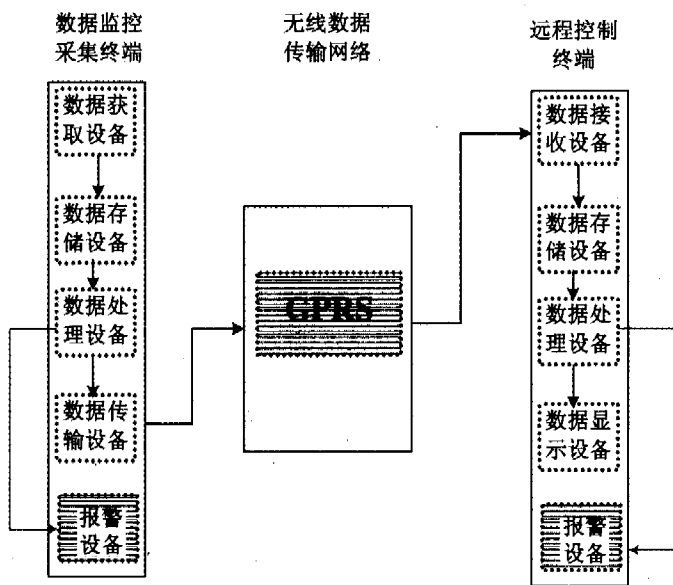 数据监控
采集终端
数据获
取设备
数据存
储设备
数据处
理设备
数据传
输设备
报警
设备
无线数据
传输网络
GPRS
远程控制
终端
数据接
收设备
数据存
储设备
数据处
理设备
数据显
示设备
报警
设备